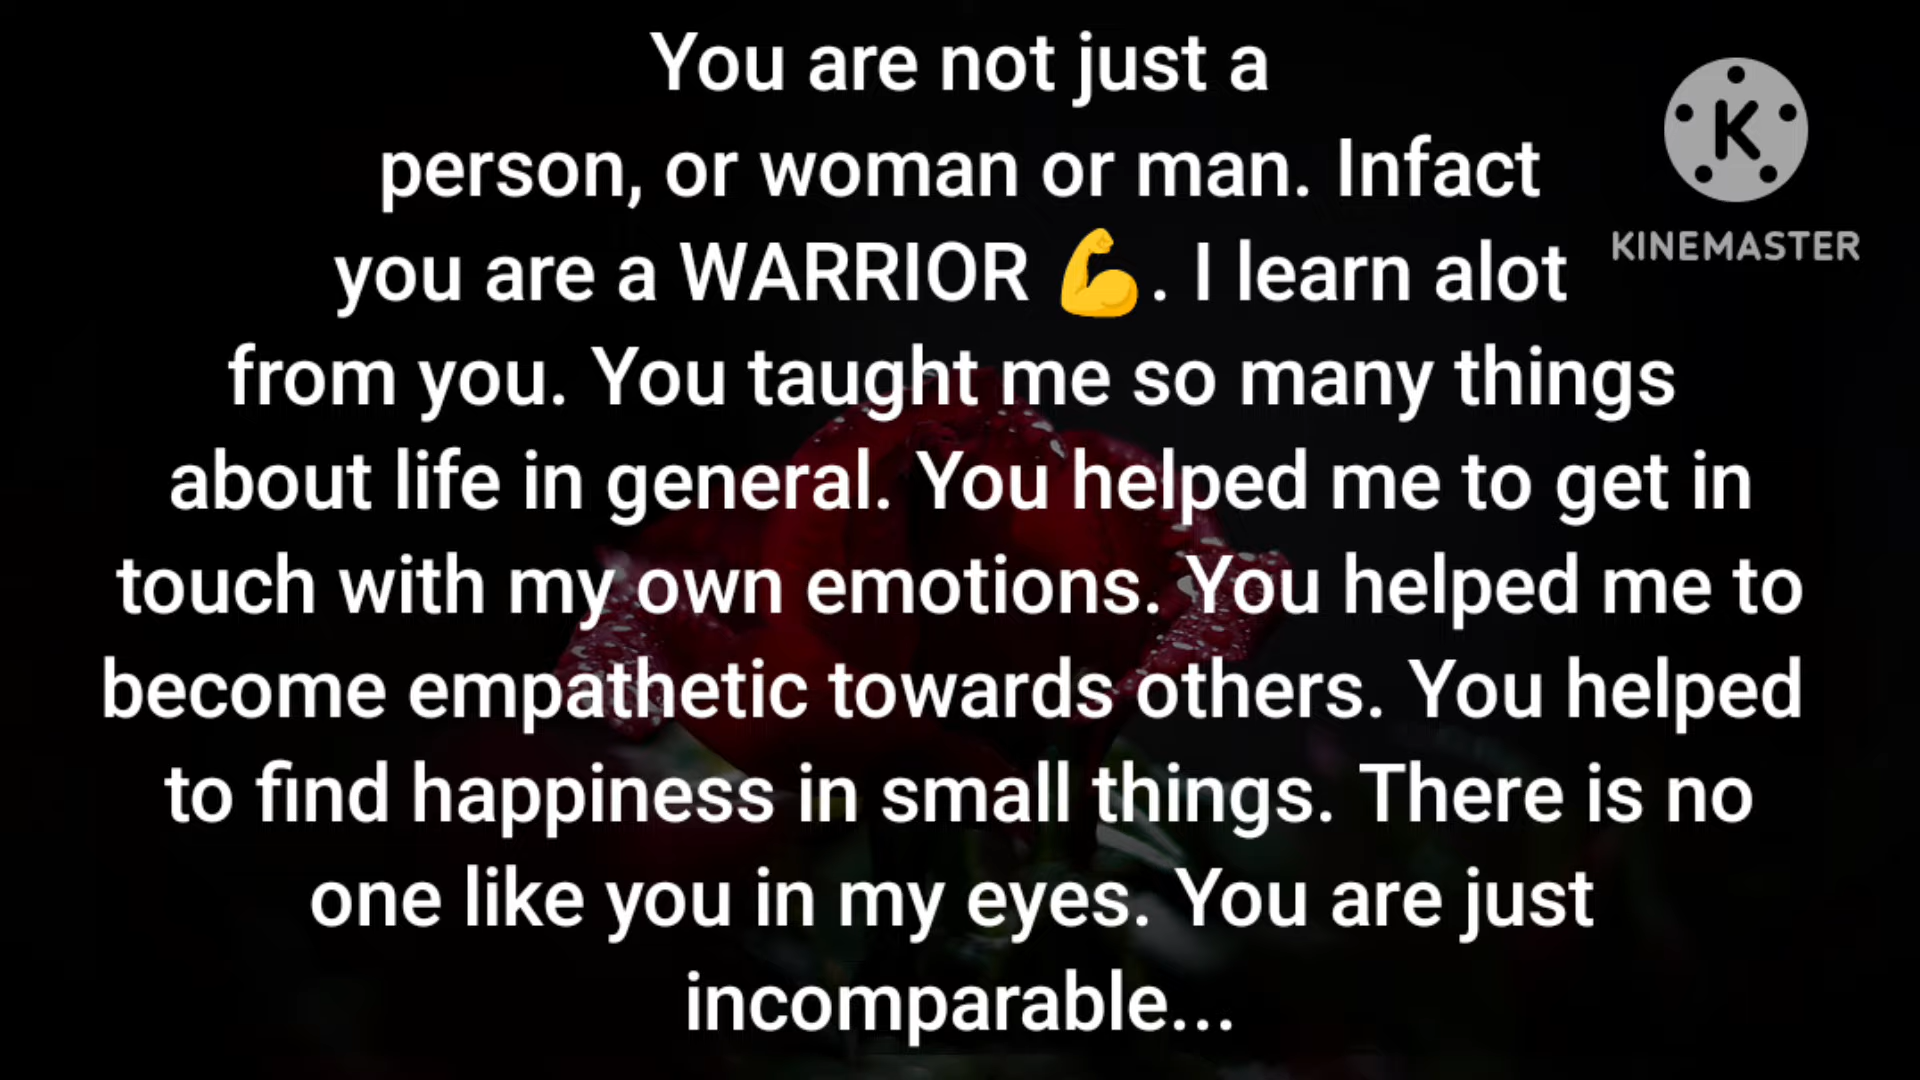 You are not just a
person, or woman or man. Infact
you are a WARRIOR 💪. I learn alot
from you. You taught me so many things
about life in general. You helped me to get in
touch with my own emotions. You helped me to
become empathetic towards others. You helped
to find happiness in small things. There is no
one like you in my eyes. You are just
incomparable...
K
KINEMASTER